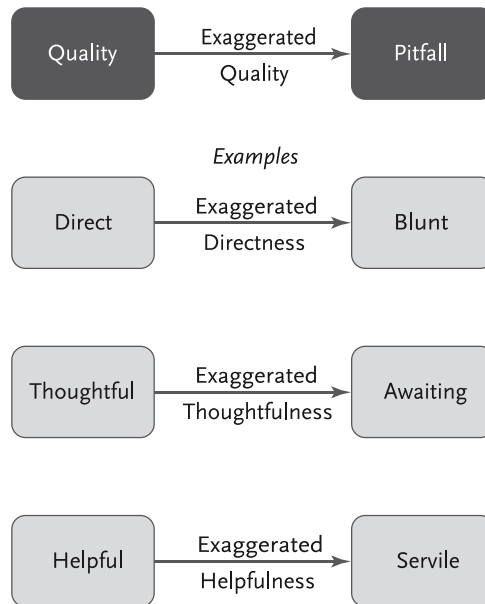 Quality
Exaggerated
Quality
Pitfall
Examples
Direct
Exaggerated
Directness
Blunt
Thoughtful
Exaggerated
Thoughtfulness
Awaiting
Helpful
Exaggerated
Helpfulness
Servile